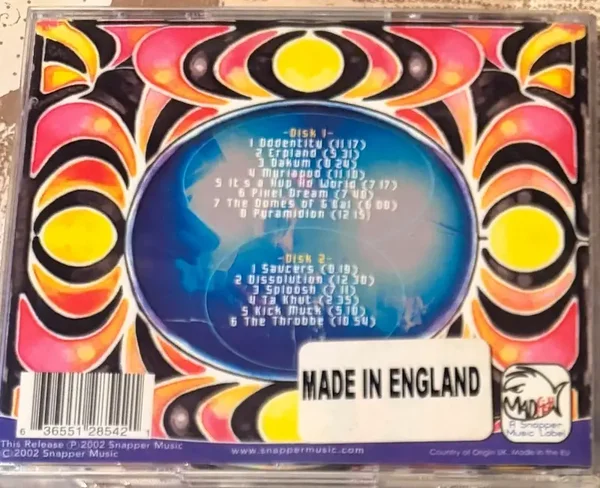 -Disk 1-
1 Oddentity (11 17)
2 Erpland (5 31)
3 Oakum (8 24)
4 Myriapod (11 18)
5 It's a Hup Ho World (7 17)
6 Pixel Dream (7 48)
7 The Domes of G'Bal (6 08)
8 Pyramidion (12 15)
-Disk 2-
1 Saucers (8 19)
2 Dissolution (12 30)
3 Sploosh (7 11)
4 Ta Khut (2 35)
5 Kick Muck (5 10)
6 The Throbbe (10 54)
MADE IN ENGLAND
MADFISH
A Snapper
Music Label
6 36551 28542 1
This Release ℗ 2002 Snapper Music
© 2002 Snapper Music
www.snappermusic.com
Country of Origin UK. Made in the EU